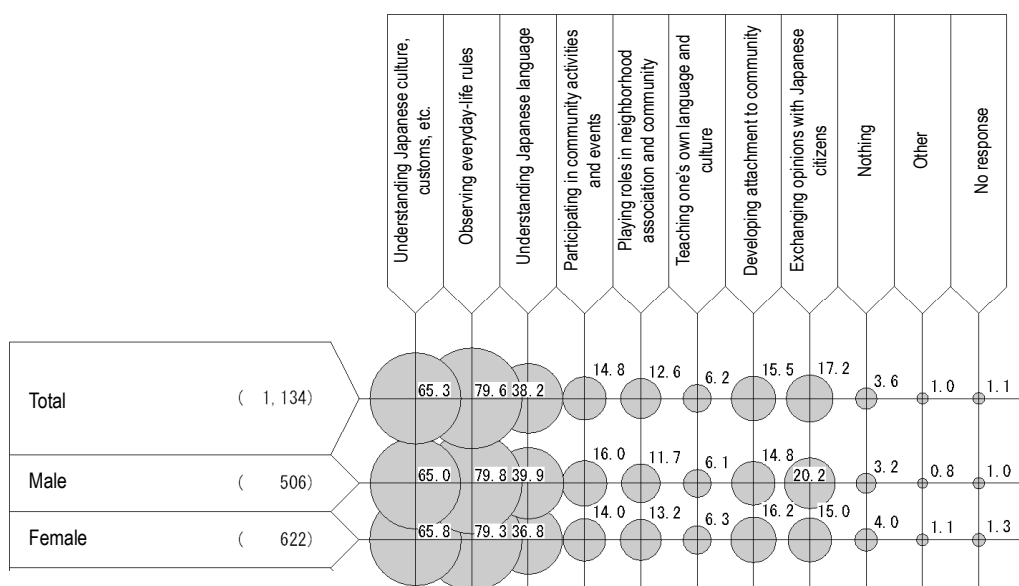 Understanding Japanese culture,
customs, etc.
Observing everyday-life rules
Understanding Japanese language
Participating in community activities
and events
Playing roles in neighborhood
association and community
Teaching one's own language and
culture
Developing attachment to community
Exchanging opinions with Japanese
citizens
Nothing
Other
No response
Total ( 1,134) 65.3 79.6 38.2 14.8 12.6 6.2 15.5 17.2 3.6 1.0 1.1
Male ( 506) 65.0 79.8 39.9 16.0 11.7 6.1 14.8 20.2 3.2 0.8 1.0
Female ( 622) 65.8 79.3 36.8 14.0 13.2 6.3 16.2 15.0 4.0 1.1 1.3